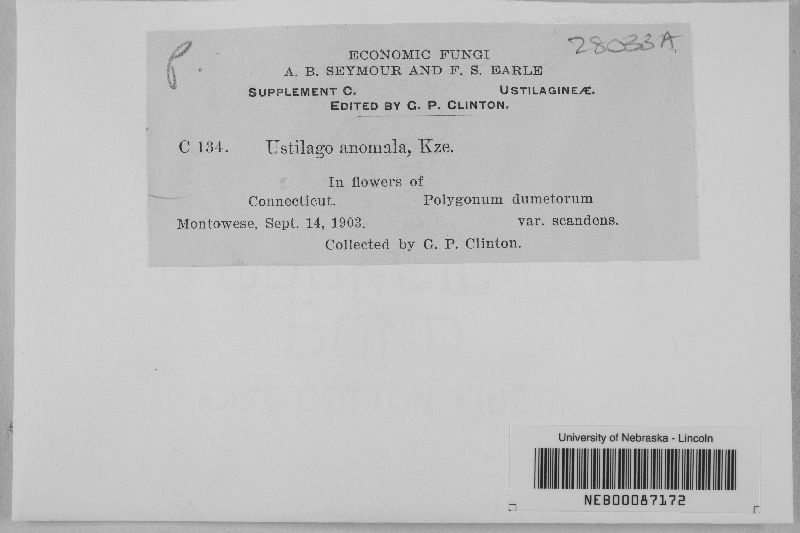 P.
28033A
ECONOMIC FUNGI
A. B. SEYMOUR AND F. S. EARLE
SUPPLEMENT C. USTILAGINEÆ.
EDITED BY G. P. CLINTON.
C 134. Ustilago anomala, Kze.
In flowers of
Connecticut. Polygonum dumetorum
Montowese, Sept. 14, 1903. var. scandens.
Collected by G. P. Clinton.
University of Nebraska - Lincoln
NEB00087172